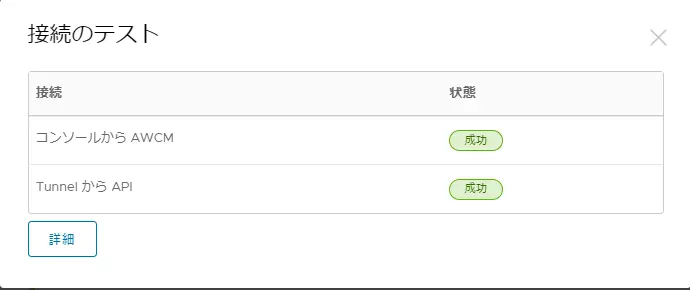 接続のテスト
接続 状態
コンソールから AWCM 成功
Tunnel から API 成功
詳細